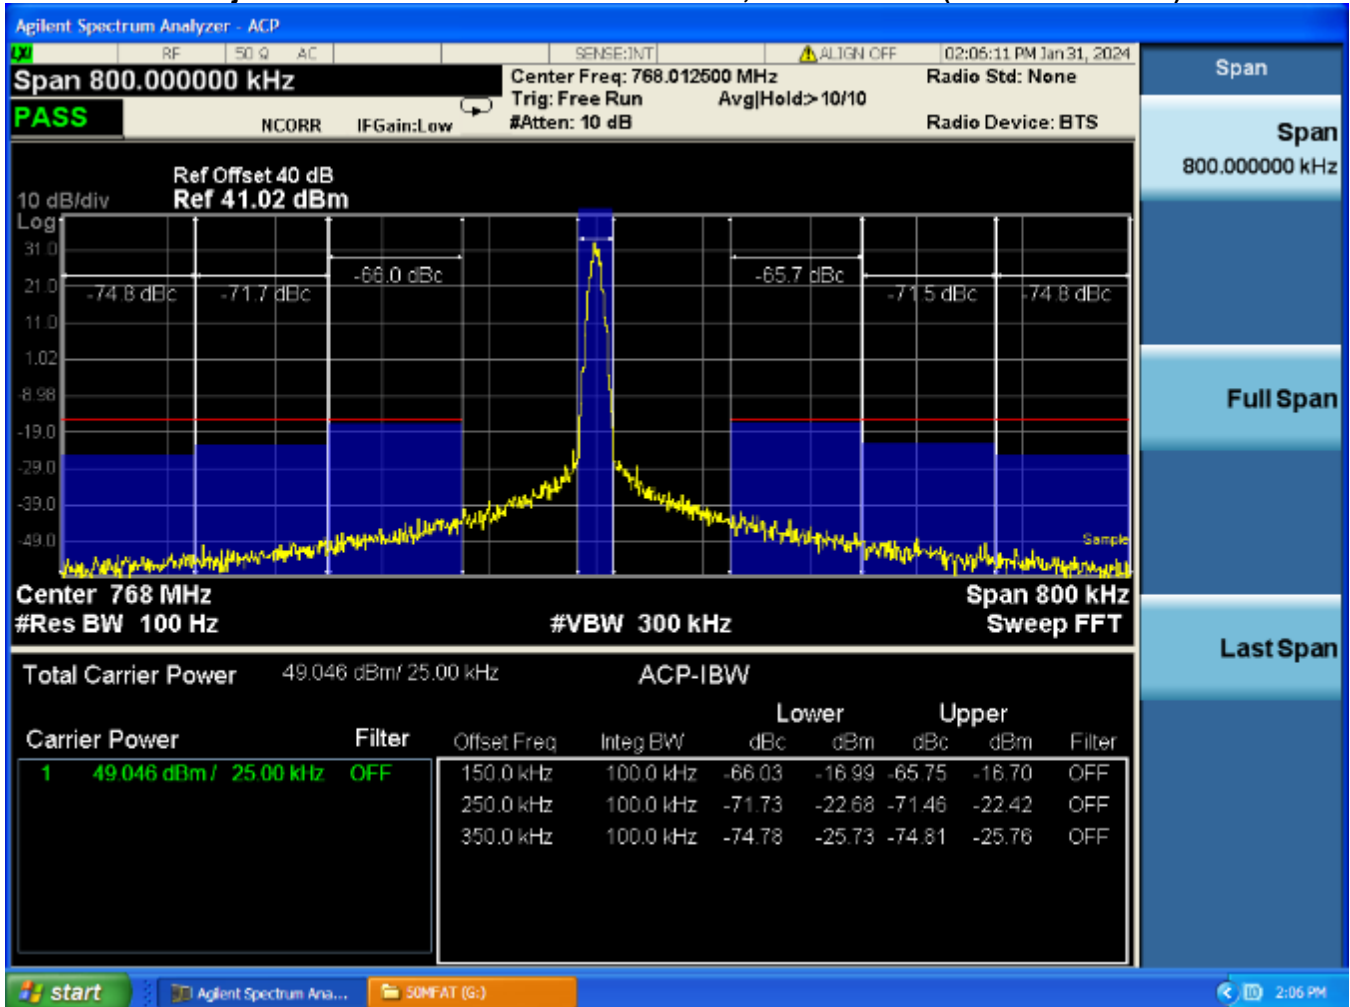 Agilent Spectrum Analyzer - ACP
LXI RF 50 Ω AC SENSE:INT ALIGN OFF 02:06:11 PM Jan 31, 2024
Span 800.000000 kHz
Center Freq: 768.012500 MHz
Radio Std: None
Trig: Free Run Avg|Hold>10/10
PASS NCORR IFGain:Low #Atten: 10 dB Radio Device: BTS
Ref Offset 40 dB
10 dB/div Ref 41.02 dBm
Log
31.0
21.0
11.0
1.02
-8.98
-19.0
-29.0
-39.0
-49.0
-74.8 dBc -71.7 dBc -66.0 dBc -65.7 dBc -71.5 dBc -74.8 dBc
Sample
Center 768 MHz Span 800 kHz
#Res BW 100 Hz #VBW 300 kHz Sweep FFT
Total Carrier Power 49.046 dBm/ 25.00 kHz ACP-IBW
Lower Upper
Carrier Power Filter Offset Freq Integ BW dBc dBm dBc dBm Filter
1 49.046 dBm / 25.00 kHz OFF 150.0 kHz 100.0 kHz -66.03 -16.99 -65.75 -16.70 OFF
250.0 kHz 100.0 kHz -71.73 -22.68 -71.46 -22.42 OFF
350.0 kHz 100.0 kHz -74.78 -25.73 -74.81 -25.76 OFF
Span
Span
800.000000 kHz
Full Span
Last Span
start Agilent Spectrum Ana... 50MFAT (G:) 2:06 PM